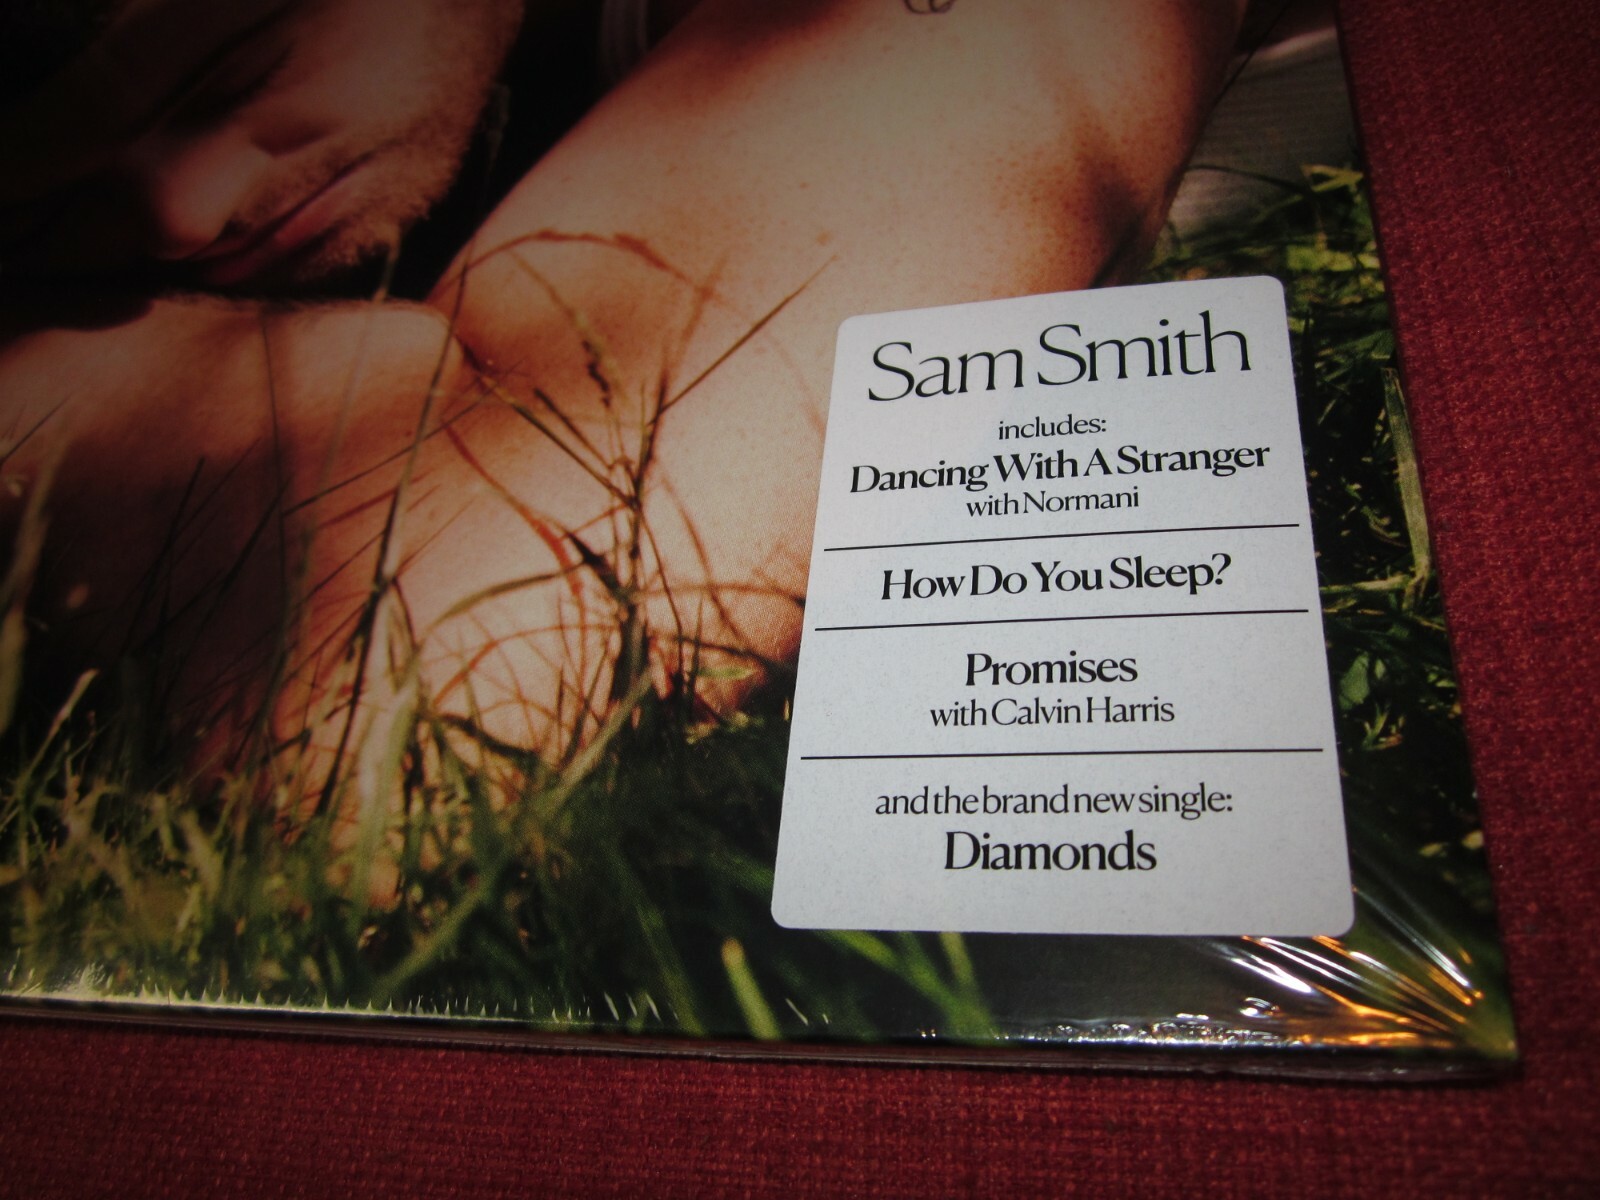 Sam Smith
includes:
Dancing With A Stranger
with Normani
How Do You Sleep?
Promises
with Calvin Harris
and the brand new single:
Diamonds